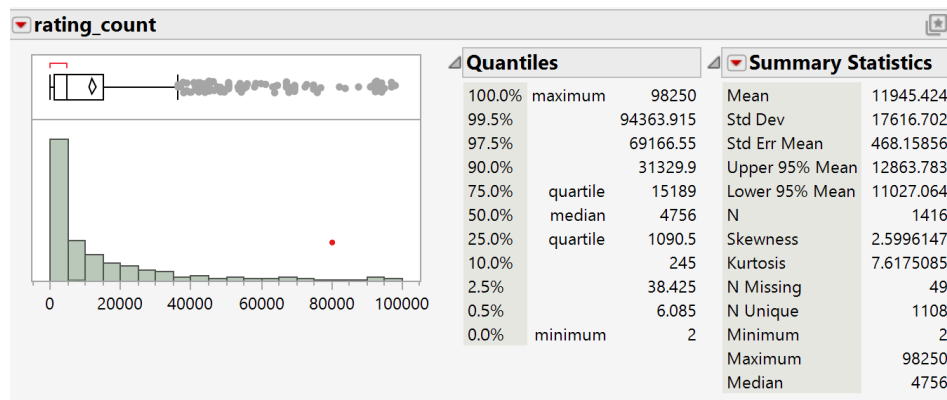 rating_count
0 20000 40000 60000 80000 100000
Quantiles
100.0% maximum 98250
99.5% 94363.915
97.5% 69166.55
90.0% 31329.9
75.0% quartile 15189
50.0% median 4756
25.0% quartile 1090.5
10.0% 245
2.5% 38.425
0.5% 6.085
0.0% minimum 2
Summary Statistics
Mean 11945.424
Std Dev 17616.702
Std Err Mean 468.15856
Upper 95% Mean 12863.783
Lower 95% Mean 11027.064
N 1416
Skewness 2.5996147
Kurtosis 7.6175085
N Missing 49
N Unique 1108
Minimum 2
Maximum 98250
Median 4756